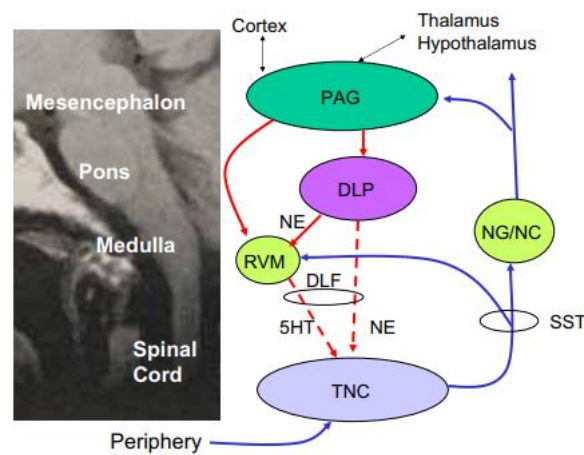 Cortex
Thalamus
Hypothalamus
Mesencephalon
PAG
Pons
DLP
NE
NG/NC
Medulla
RVM
DLF
5HT
NE
SST
Spinal
Cord
TNC
Periphery